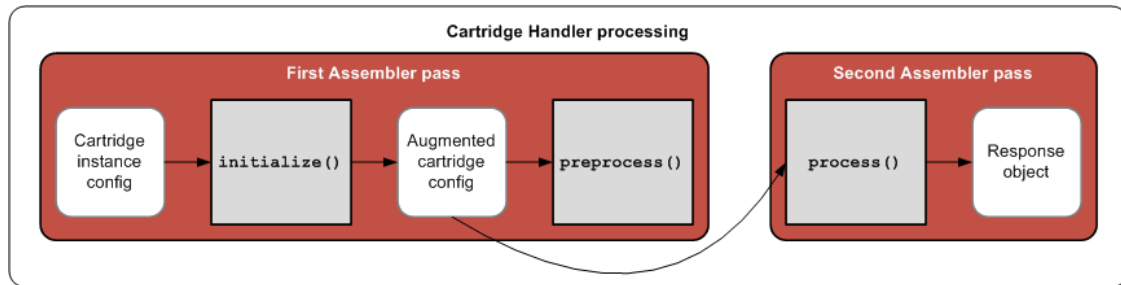 Cartridge Handler processing
First Assembler pass
Cartridge
instance
config
initialize()
Augmented
cartridge
config
preprocess()
Second Assembler pass
process()
Response
object